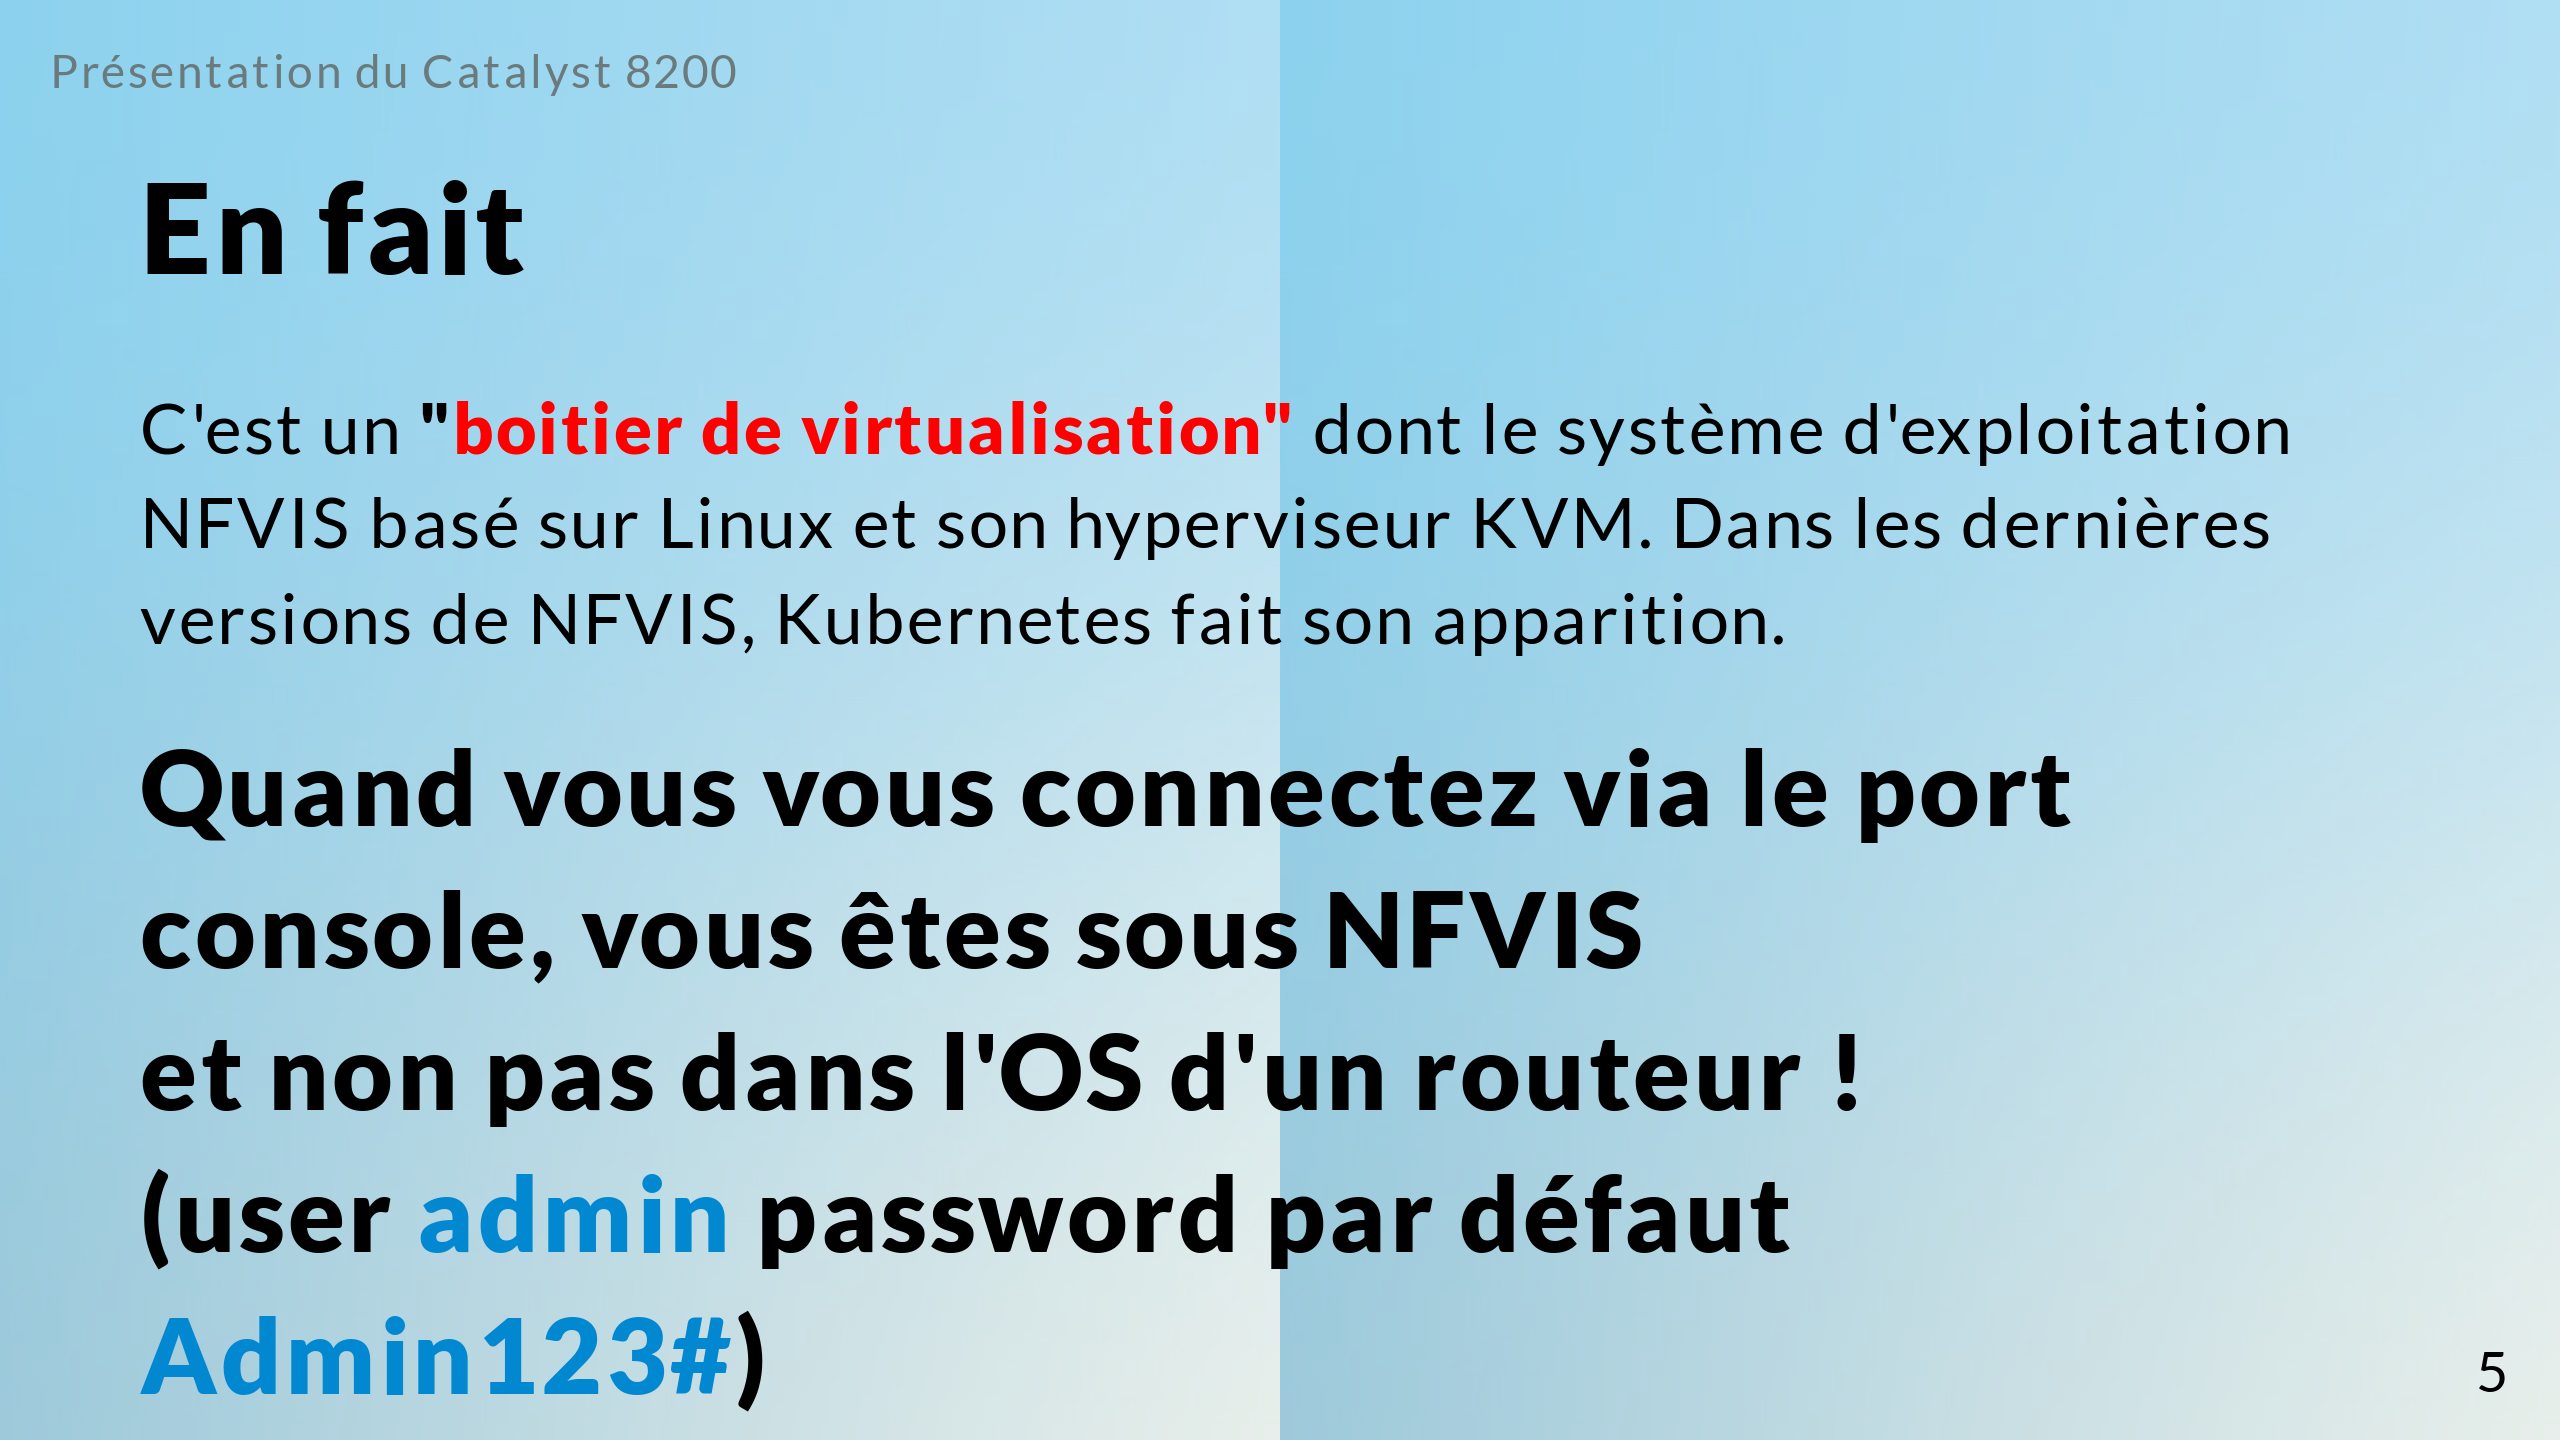 Présentation du Catalyst 8200
En fait
C'est un "boitier de virtualisation" dont le système d'exploitation
NFVIS basé sur Linux et son hyperviseur KVM. Dans les dernières
versions de NFVIS, Kubernetes fait son apparition.
Quand vous vous connectez via le port
console, vous êtes sous NFVIS
et non pas dans l'OS d'un routeur !
(user admin password par défaut
Admin123#)
5